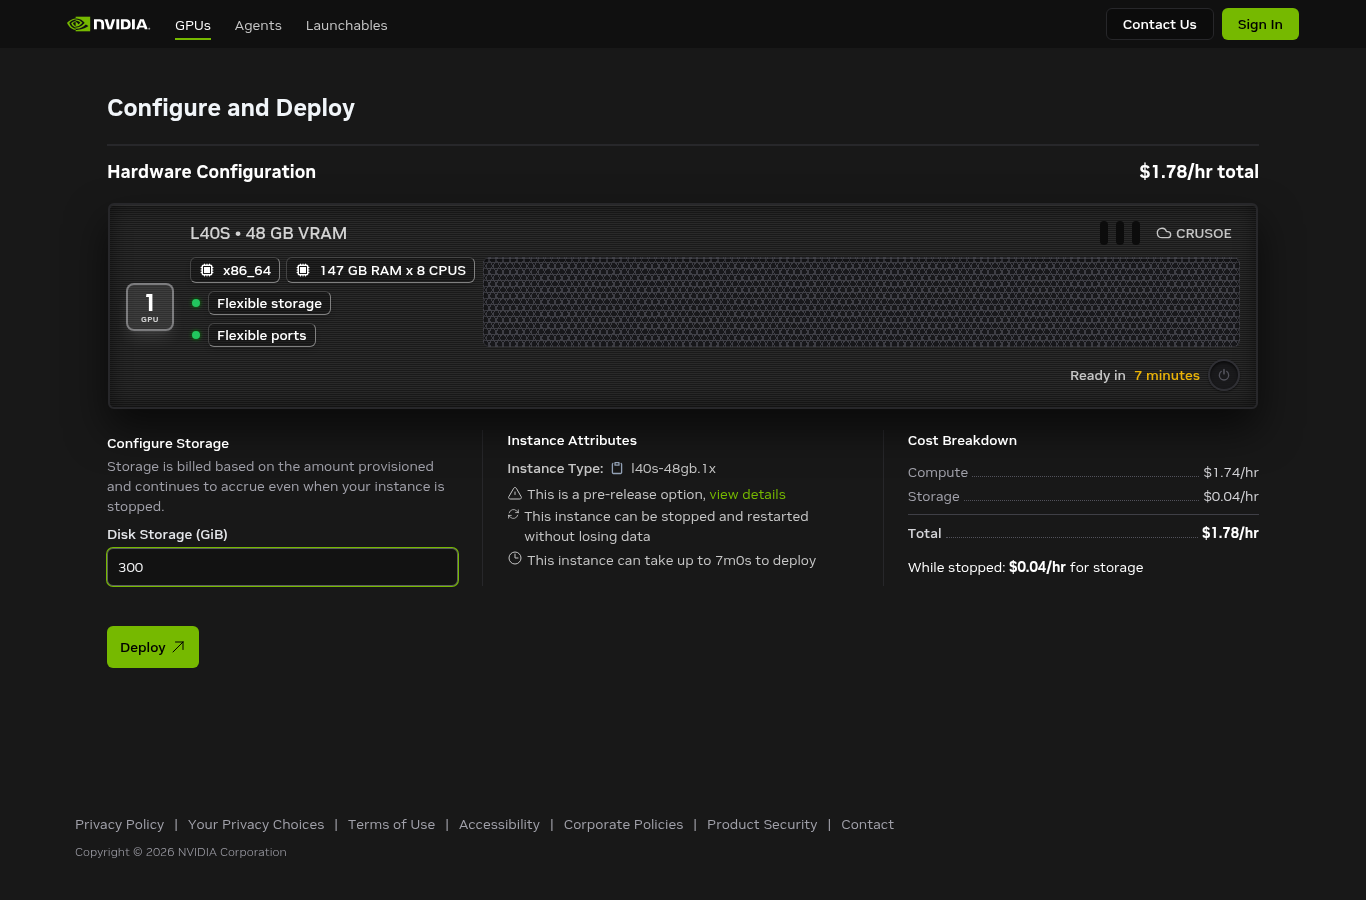 NVIDIA. GPUs Agents Launchables Contact Us Sign In
Configure and Deploy
Hardware Configuration $1.78/hr total
L40S • 48 GB VRAM CRUSOE
x86_64 147 GB RAM x 8 CPUS
1
GPU
Flexible storage
Flexible ports
Ready in 7 minutes
Configure Storage
Storage is billed based on the amount provisioned
and continues to accrue even when your instance is
stopped.
Disk Storage (GiB)
300
Instance Attributes
Instance Type: l40s-48gb.1x
This is a pre-release option, view details
This instance can be stopped and restarted
without losing data
This instance can take up to 7m0s to deploy
Cost Breakdown
Compute $1.74/hr
Storage $0.04/hr
Total $1.78/hr
While stopped: $0.04/hr for storage
Deploy
Privacy Policy | Your Privacy Choices | Terms of Use | Accessibility | Corporate Policies | Product Security | Contact
Copyright © 2026 NVIDIA Corporation